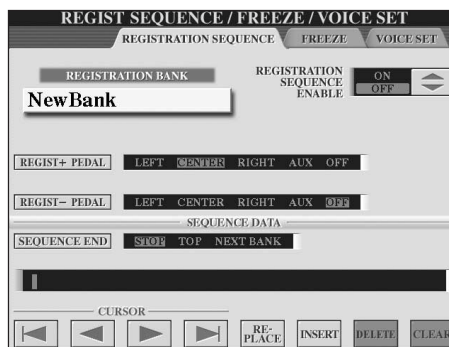 REGIST SEQUENCE / FREEZE / VOICE SET
REGISTRATION SEQUENCE FREEZE VOICE SET
REGISTRATION BANK
NewBank
REGISTRATION
SEQUENCE
ENABLE
ON
OFF
REGIST+ PEDAL LEFT CENTER RIGHT AUX OFF
REGIST− PEDAL LEFT CENTER RIGHT AUX OFF
SEQUENCE DATA
SEQUENCE END STOP TOP NEXT BANK
CURSOR
RE-
PLACE
INSERT
DELETE
CLEAR